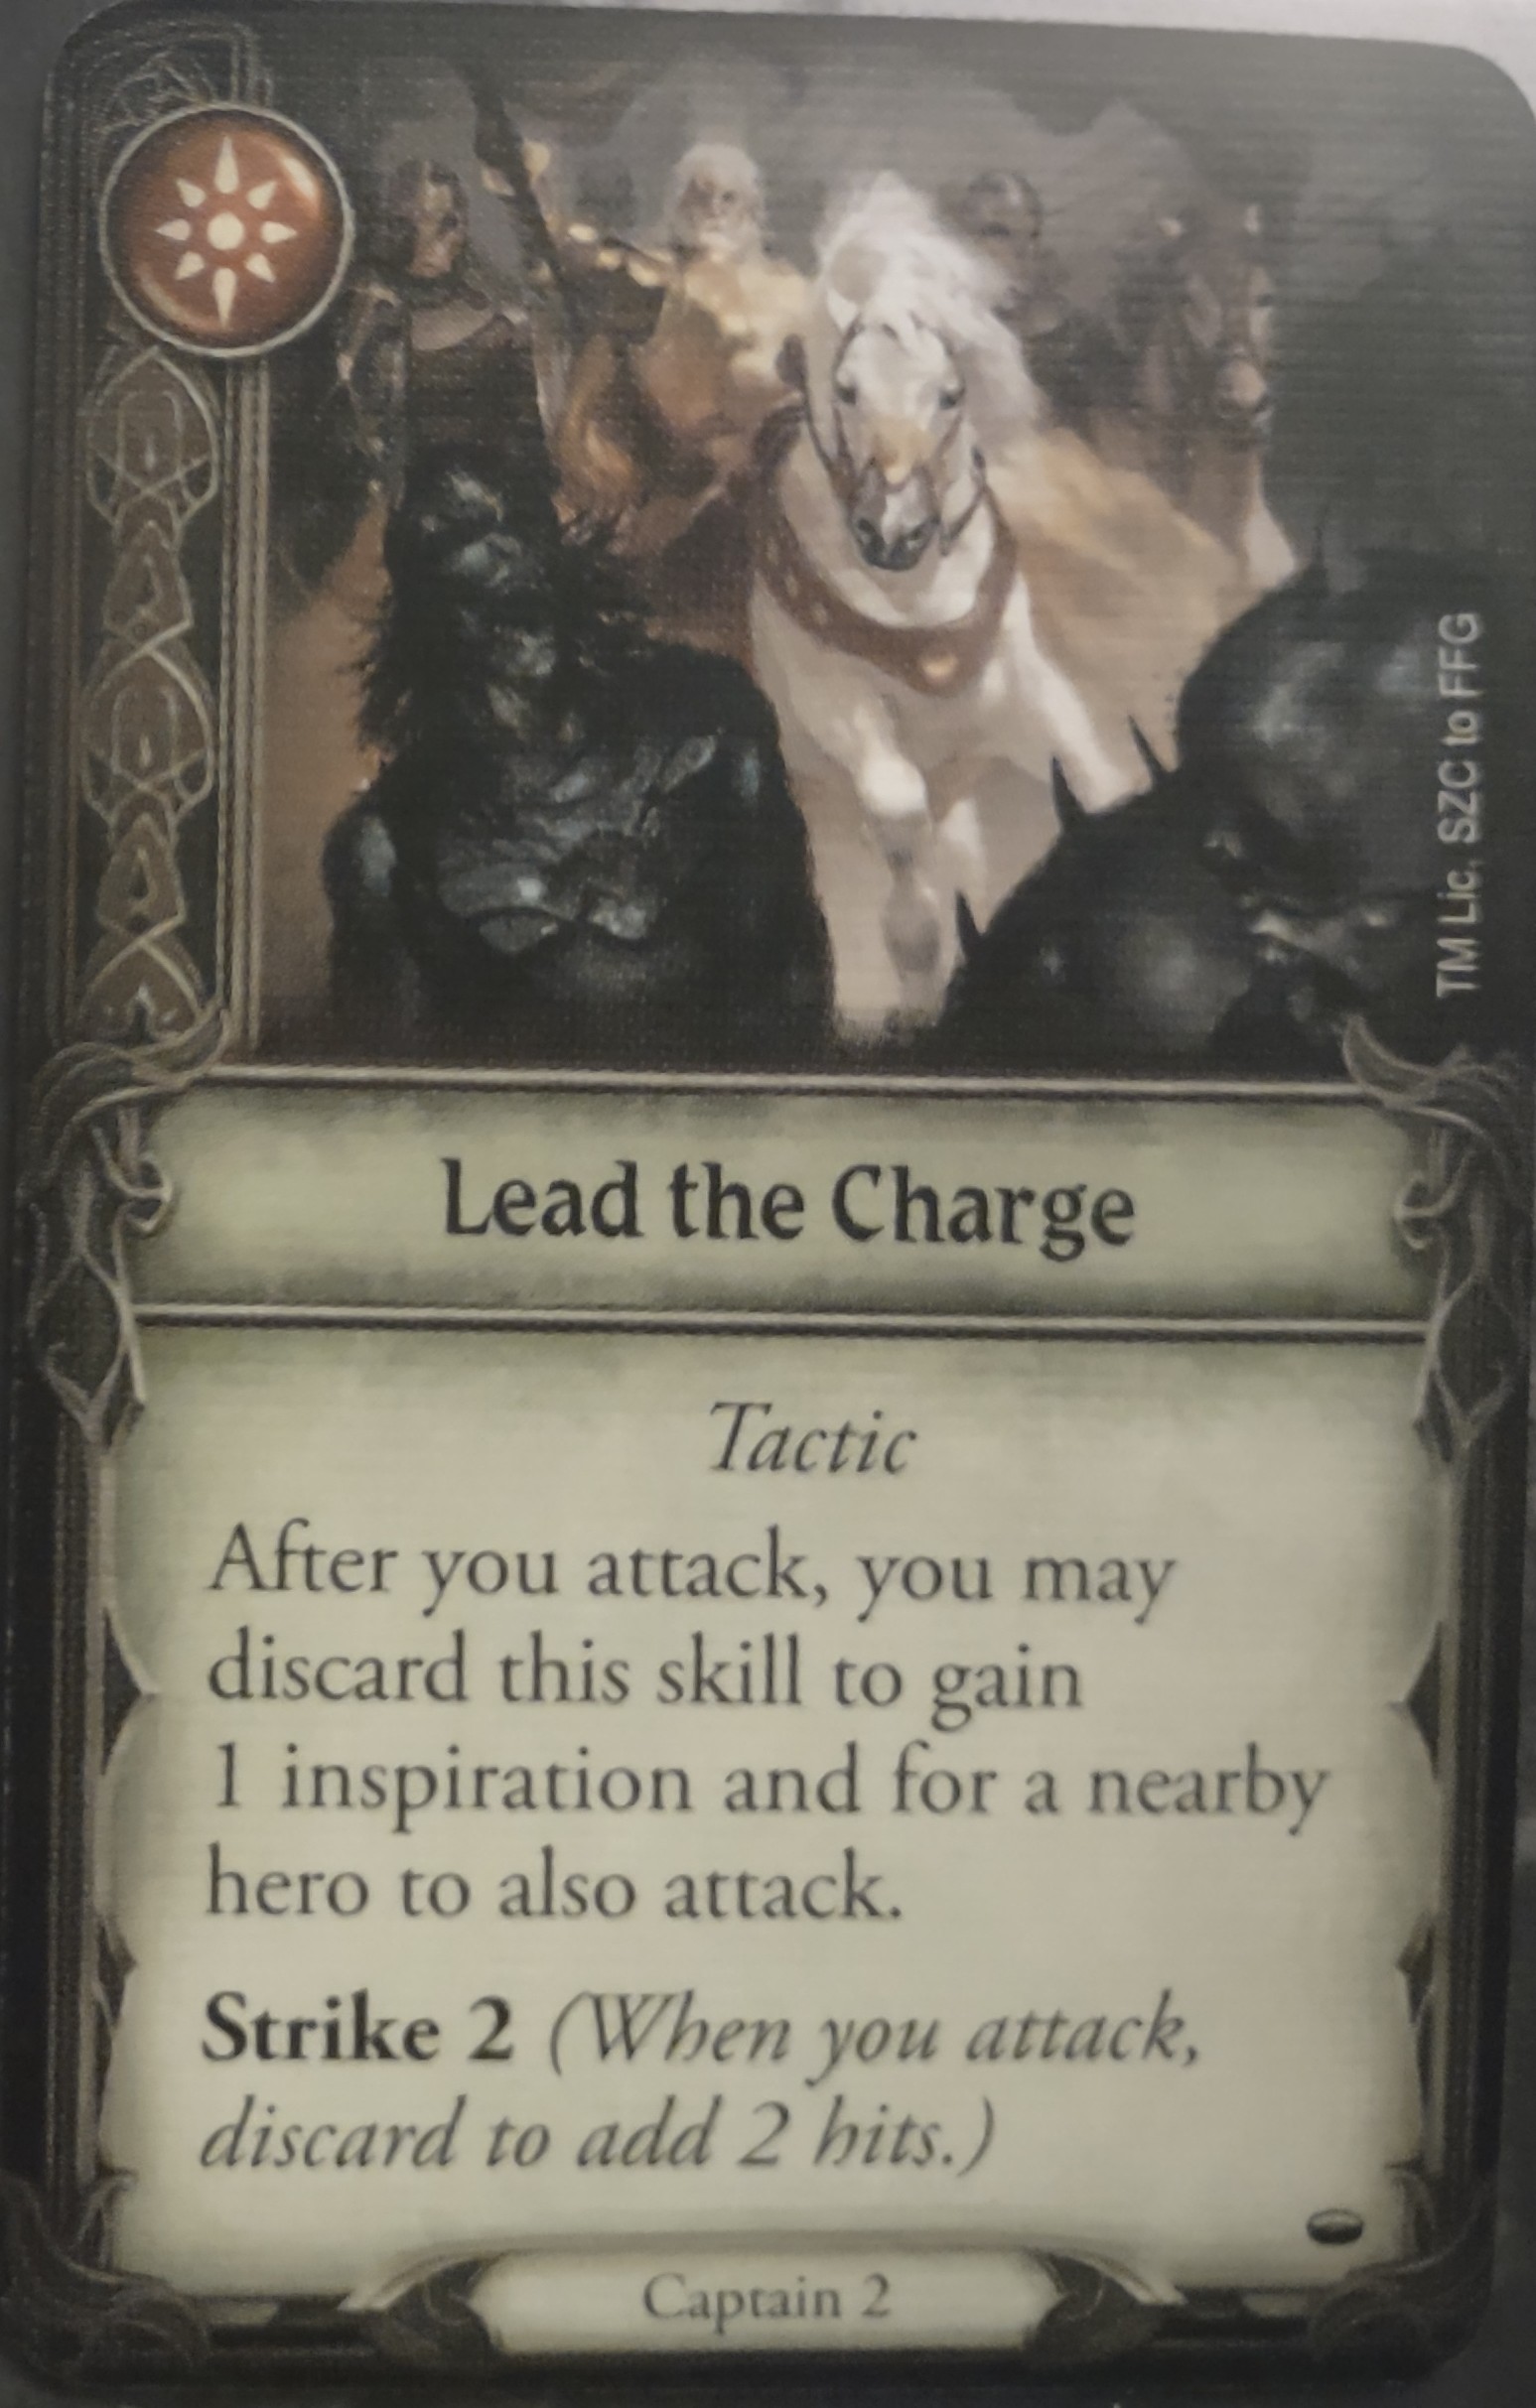 TM Lic. SZC to FFG
Lead the Charge
Tactic
After you attack, you may
discard this skill to gain
1 inspiration and for a nearby
hero to also attack.
Strike 2 (When you attack,
discard to add 2 hits.)
Captain 2